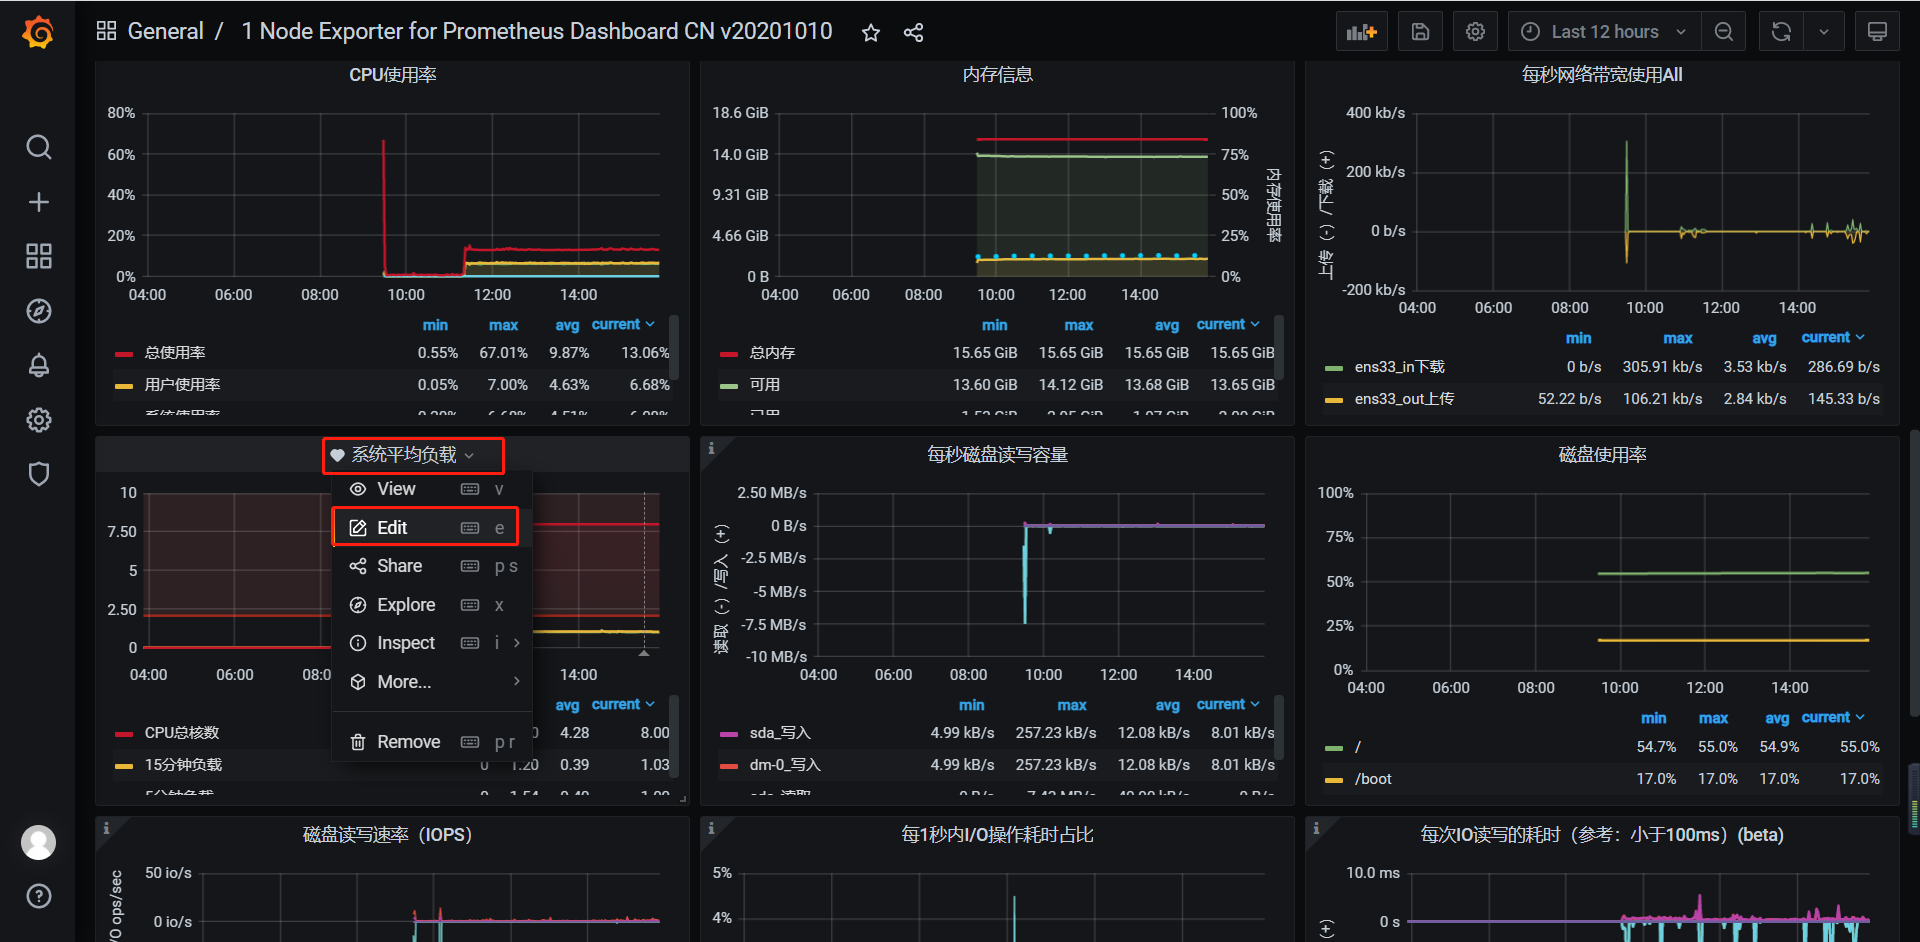 General / 1 Node Exporter for Prometheus Dashboard CN v20201010
Last 12 hours
CPU使用率
80%
60%
40%
20%
0%
04:00 06:00 08:00 10:00 12:00 14:00
min max avg current
总使用率 0.55% 67.01% 9.87% 13.06%
用户使用率 0.05% 7.00% 4.63% 6.68%
内存信息
18.6 GiB 100%
14.0 GiB 75%
9.31 GiB 50%
4.66 GiB 25%
0 B 0%
内存使用率
04:00 06:00 08:00 10:00 12:00 14:00
min max avg current
总内存 15.65 GiB 15.65 GiB 15.65 GiB 15.65 GiB
可用 13.60 GiB 14.12 GiB 13.68 GiB 13.65 GiB
每秒网络带宽使用All
上传（-）/下载（+）
400 kb/s
200 kb/s
0 b/s
-200 kb/s
04:00 06:00 08:00 10:00 12:00 14:00
min max avg current
ens33_in下载 0 b/s 305.91 kb/s 3.53 kb/s 286.69 b/s
ens33_out上传 52.22 b/s 106.21 kb/s 2.84 kb/s 145.33 b/s
系统平均负载
View v
Edit e
Share p s
Explore x
Inspect i
More...
Remove p r
10
7.50
5
2.50
0
04:00 06:00 08:0 14:00
avg current
CPU总核数 0 4.28 8.00
15分钟负载 0 1.20 0.39 1.03
每秒磁盘读写容量
读取（-）/写入（+）
2.50 MB/s
0 B/s
-2.5 MB/s
-5 MB/s
-7.5 MB/s
-10 MB/s
04:00 06:00 08:00 10:00 12:00 14:00
min max avg current
sda_写入 4.99 kB/s 257.23 kB/s 12.08 kB/s 8.01 kB/s
dm-0_写入 4.99 kB/s 257.23 kB/s 12.08 kB/s 8.01 kB/s
磁盘使用率
100%
75%
50%
25%
0%
04:00 06:00 08:00 10:00 12:00 14:00
min max avg current
/ 54.7% 55.0% 54.9% 55.0%
/boot 17.0% 17.0% 17.0% 17.0%
磁盘读写速率（IOPS）
/O ops/sec
50 io/s
0 io/s
每1秒内I/O操作耗时占比
5%
4%
每次IO读写的耗时（参考：小于100ms）(beta)
（+）
10.0 ms
0 s